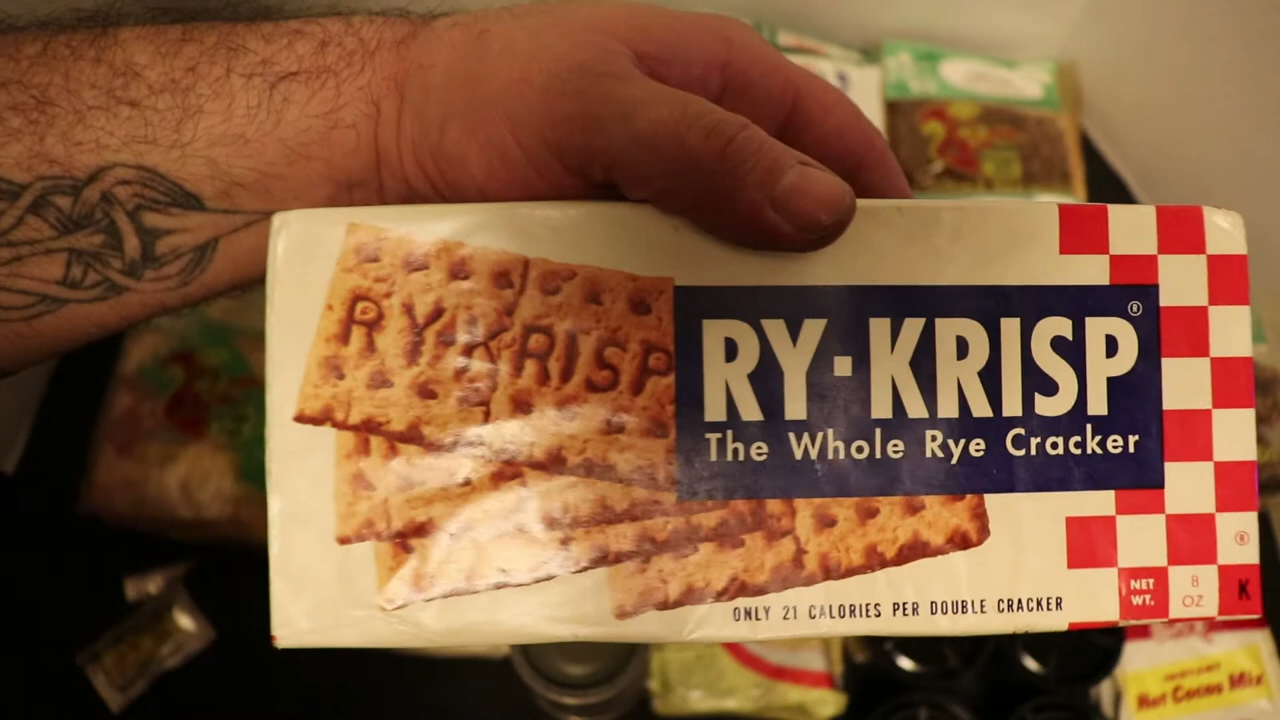 RY·KRISP®
The Whole Rye Cracker
RY KRISP
ONLY 21 CALORIES PER DOUBLE CRACKER
®
NET
WT.
8
OZ
K
Hot Cocoa Mix